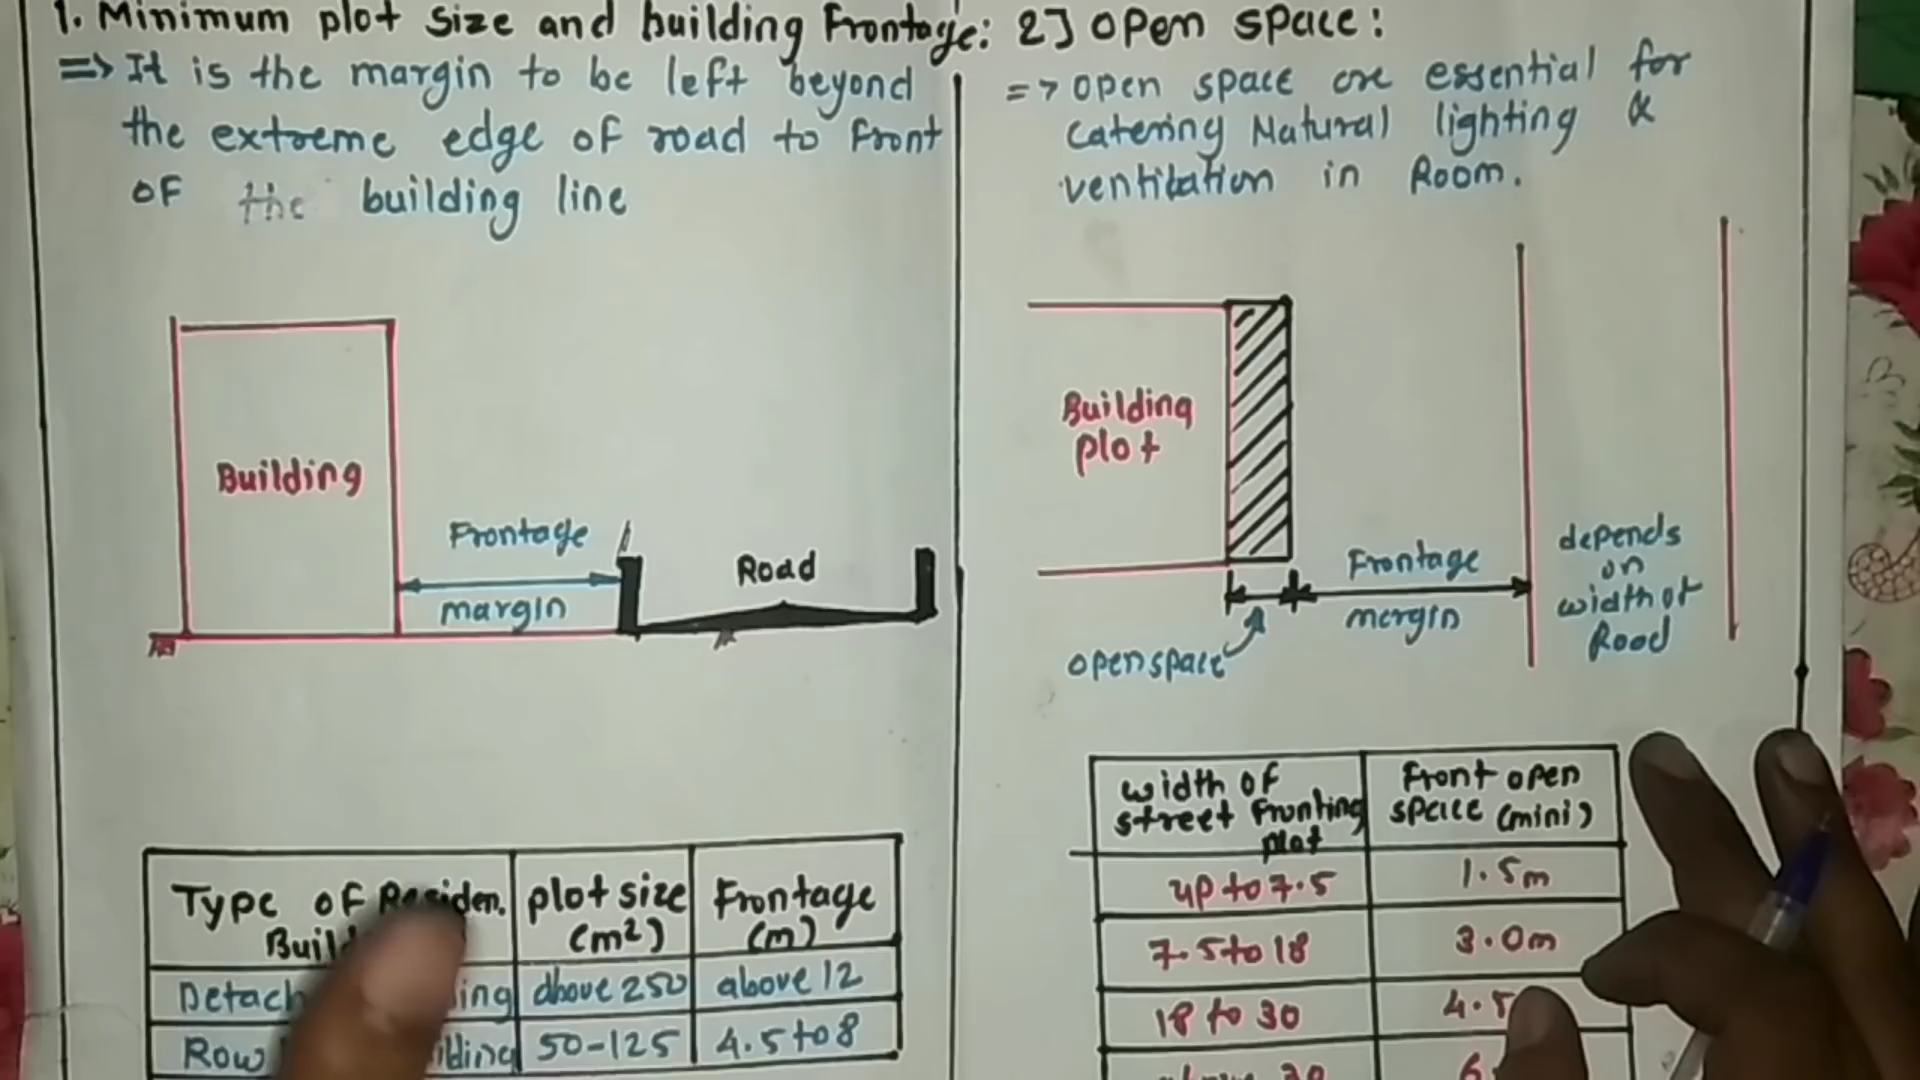 1. Minimum plot size and building Frontage:
=> It is the margin to be left beyond
the extreme edge of road to Front
of the building line
Building
Frontage
margin
Road
Type of Residen.
plot size
(m²)
Frontage
(m)
above 250
above 12
Row
50-125
4.5 to 8
2] open space:
=> open space are essential for
catering Natural lighting &
ventilation in Room.
Building
plot
open space
Frontage
margin
depends
on
width of
Road
width of
street Fronting
plot
Front open
space (mini)
up to 7.5
1.5m
7.5 to 18
3.0m
18 to 30